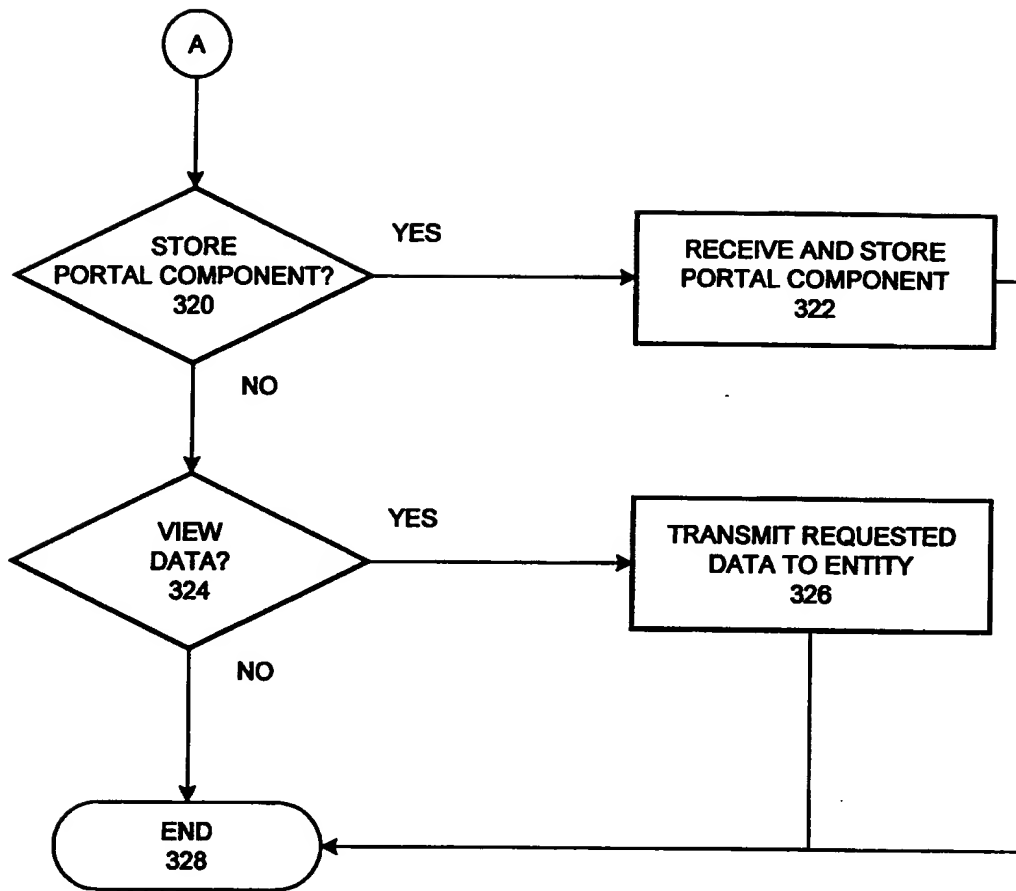 A
STORE
PORTAL COMPONENT?
320
YES
RECEIVE AND STORE
PORTAL COMPONENT
322
NO
VIEW
DATA?
324
YES
TRANSMIT REQUESTED
DATA TO ENTITY
326
NO
END
328